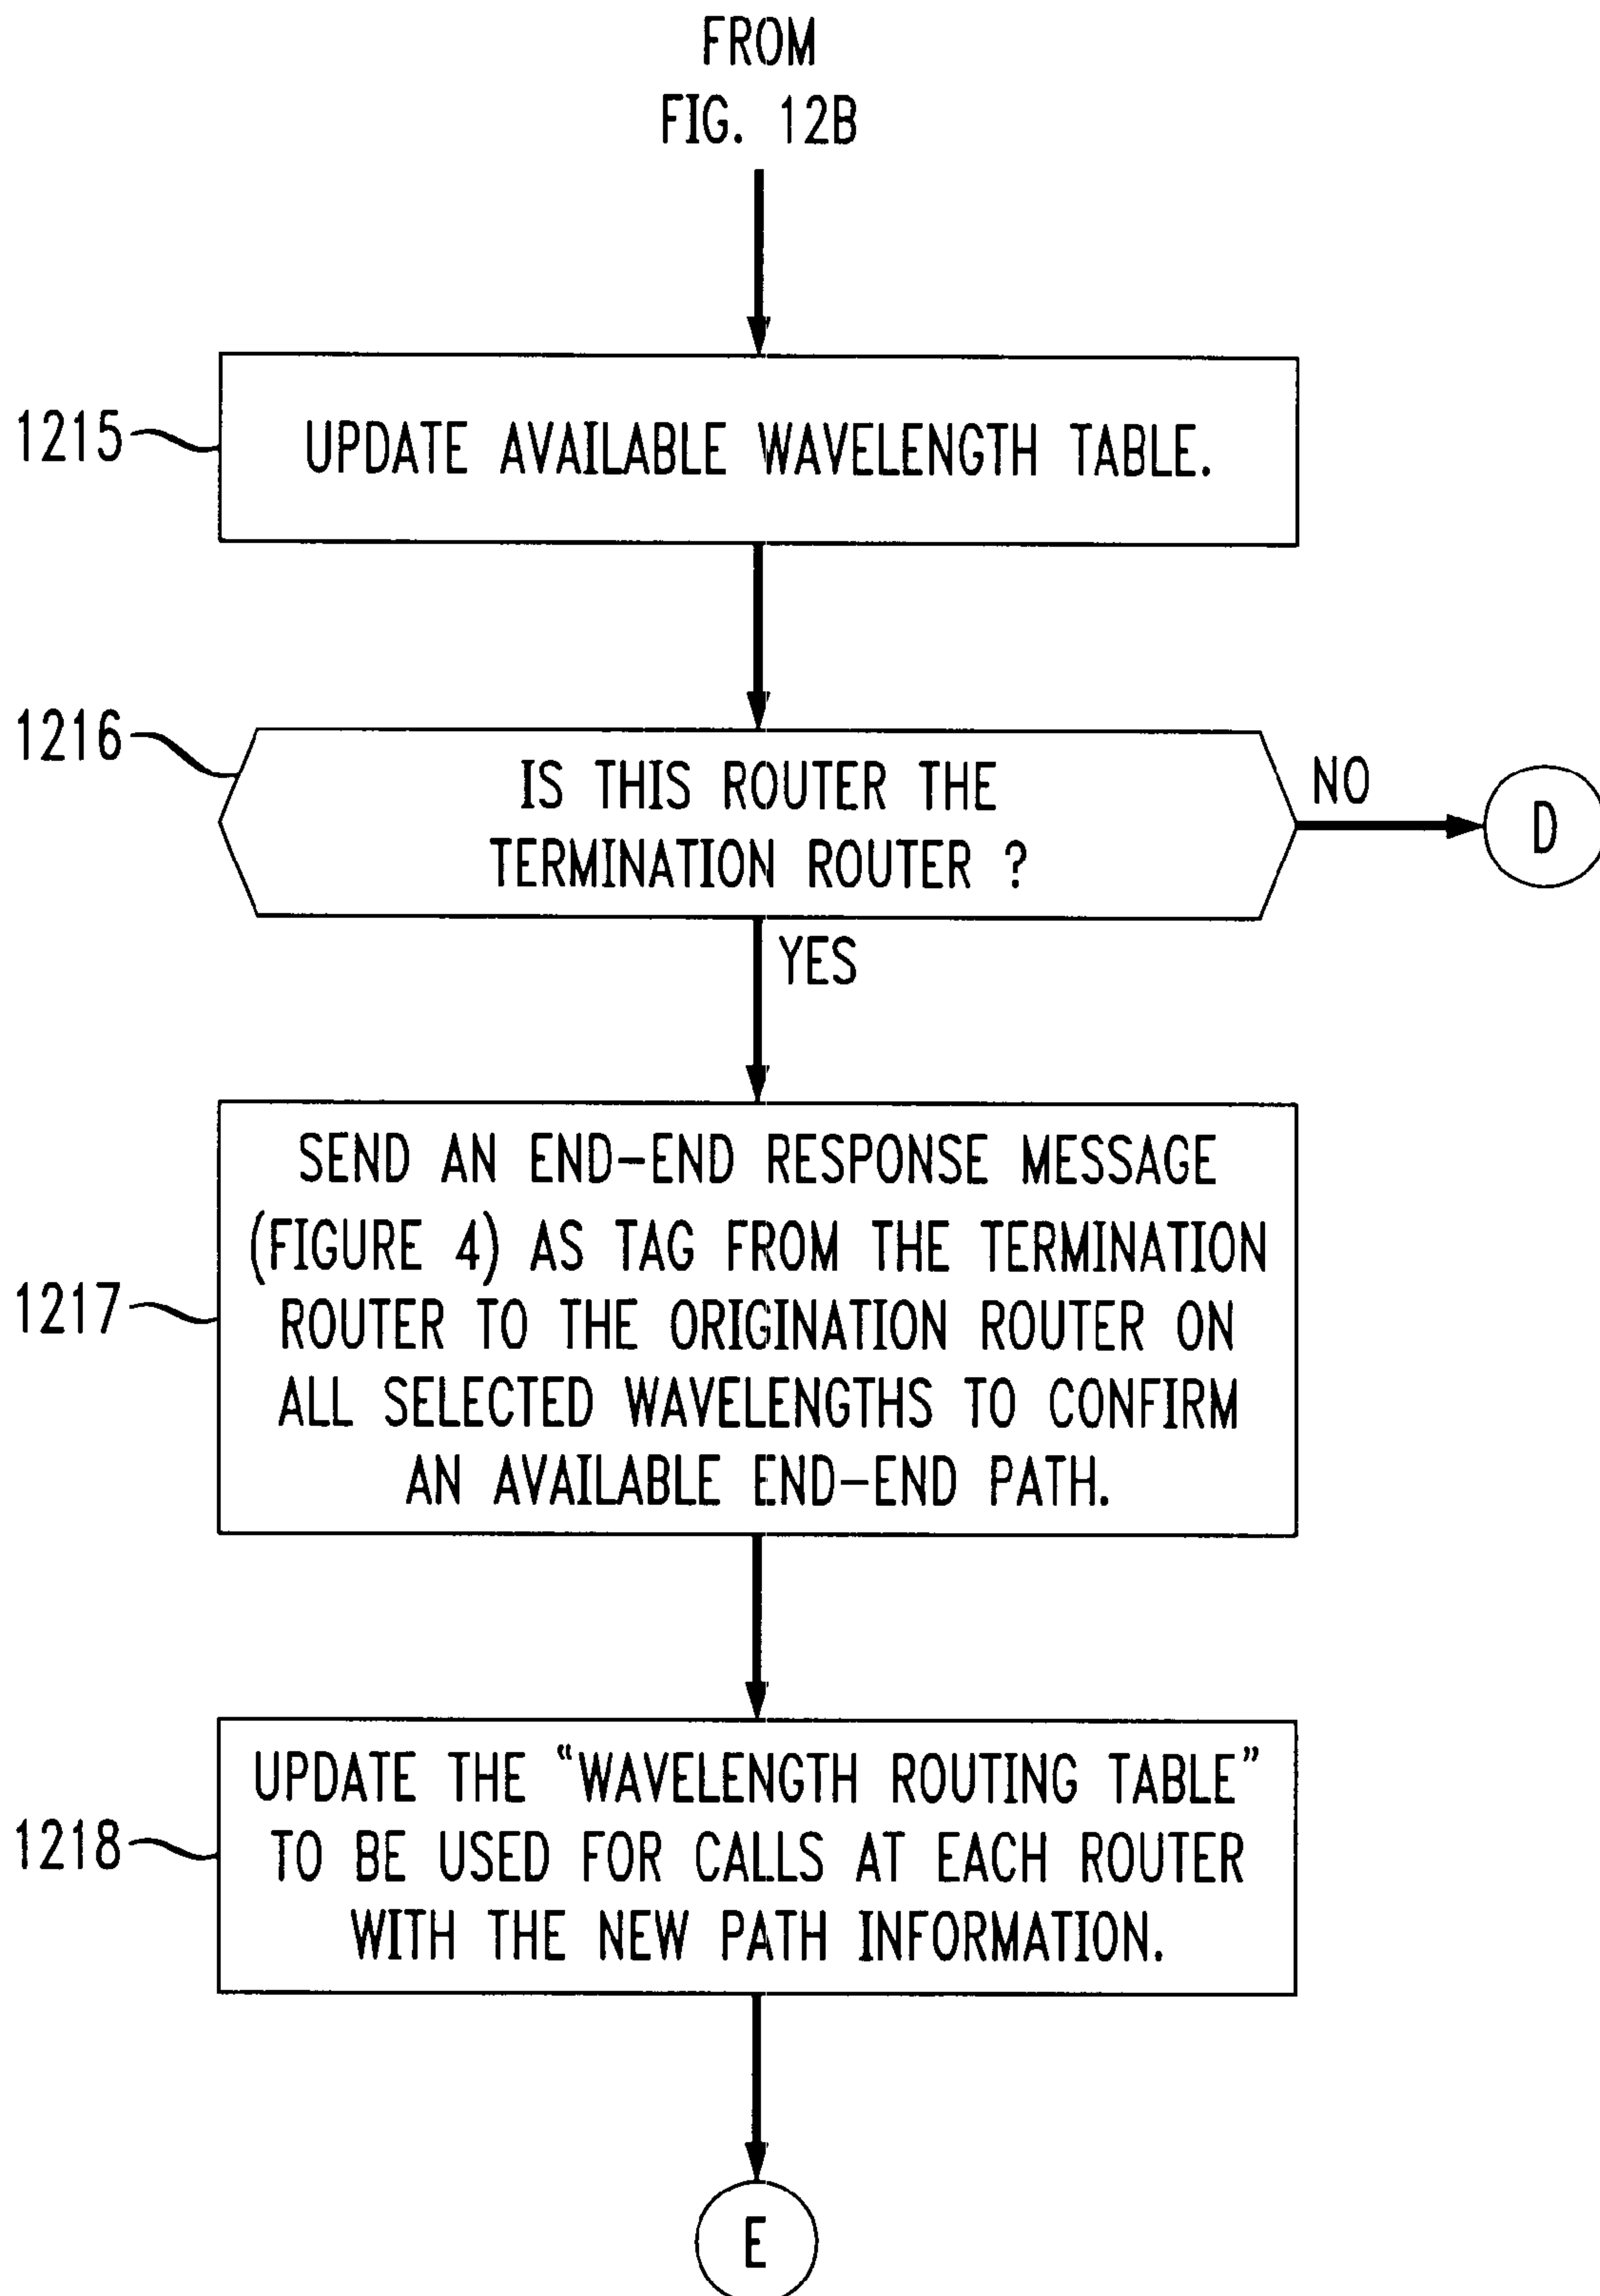 FROM
FIG. 12B
1215
UPDATE AVAILABLE WAVELENGTH TABLE.
1216
IS THIS ROUTER THE
TERMINATION ROUTER ?
NO
D
YES
1217
SEND AN END-END RESPONSE MESSAGE
(FIGURE 4) AS TAG FROM THE TERMINATION
ROUTER TO THE ORIGINATION ROUTER ON
ALL SELECTED WAVELENGTHS TO CONFIRM
AN AVAILABLE END-END PATH.
1218
UPDATE THE “WAVELENGTH ROUTING TABLE”
TO BE USED FOR CALLS AT EACH ROUTER
WITH THE NEW PATH INFORMATION.
E